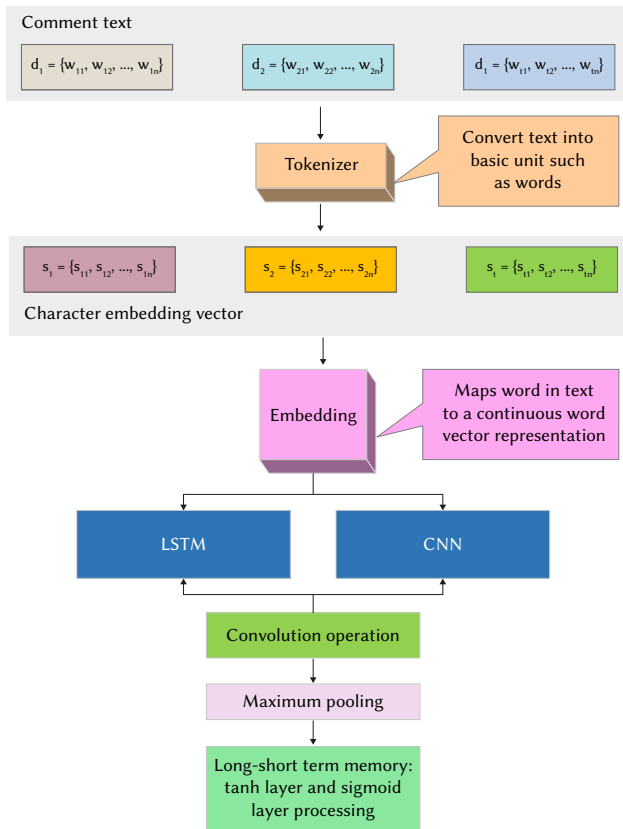 Comment text
d₁ = {w₁₁, w₁₂, ..., w₁ₙ}
d₂ = {w₂₁, w₂₂, ..., w₂ₙ}
d₁ = {wₜ₁, wₜ₂, ..., wₜₙ}
Tokenizer
Convert text into
basic unit such
as words
s₁ = {s₁₁, s₁₂, ..., s₁ₙ}
s₂ = {s₂₁, s₂₂, ..., s₂ₙ}
sₜ = {sₜ₁, sₜ₂, ..., sₜₙ}
Character embedding vector
Embedding
Maps word in text
to a continuous word
vector representation
LSTM
CNN
Convolution operation
Maximum pooling
Long-short term memory:
tanh layer and sigmoid
layer processing